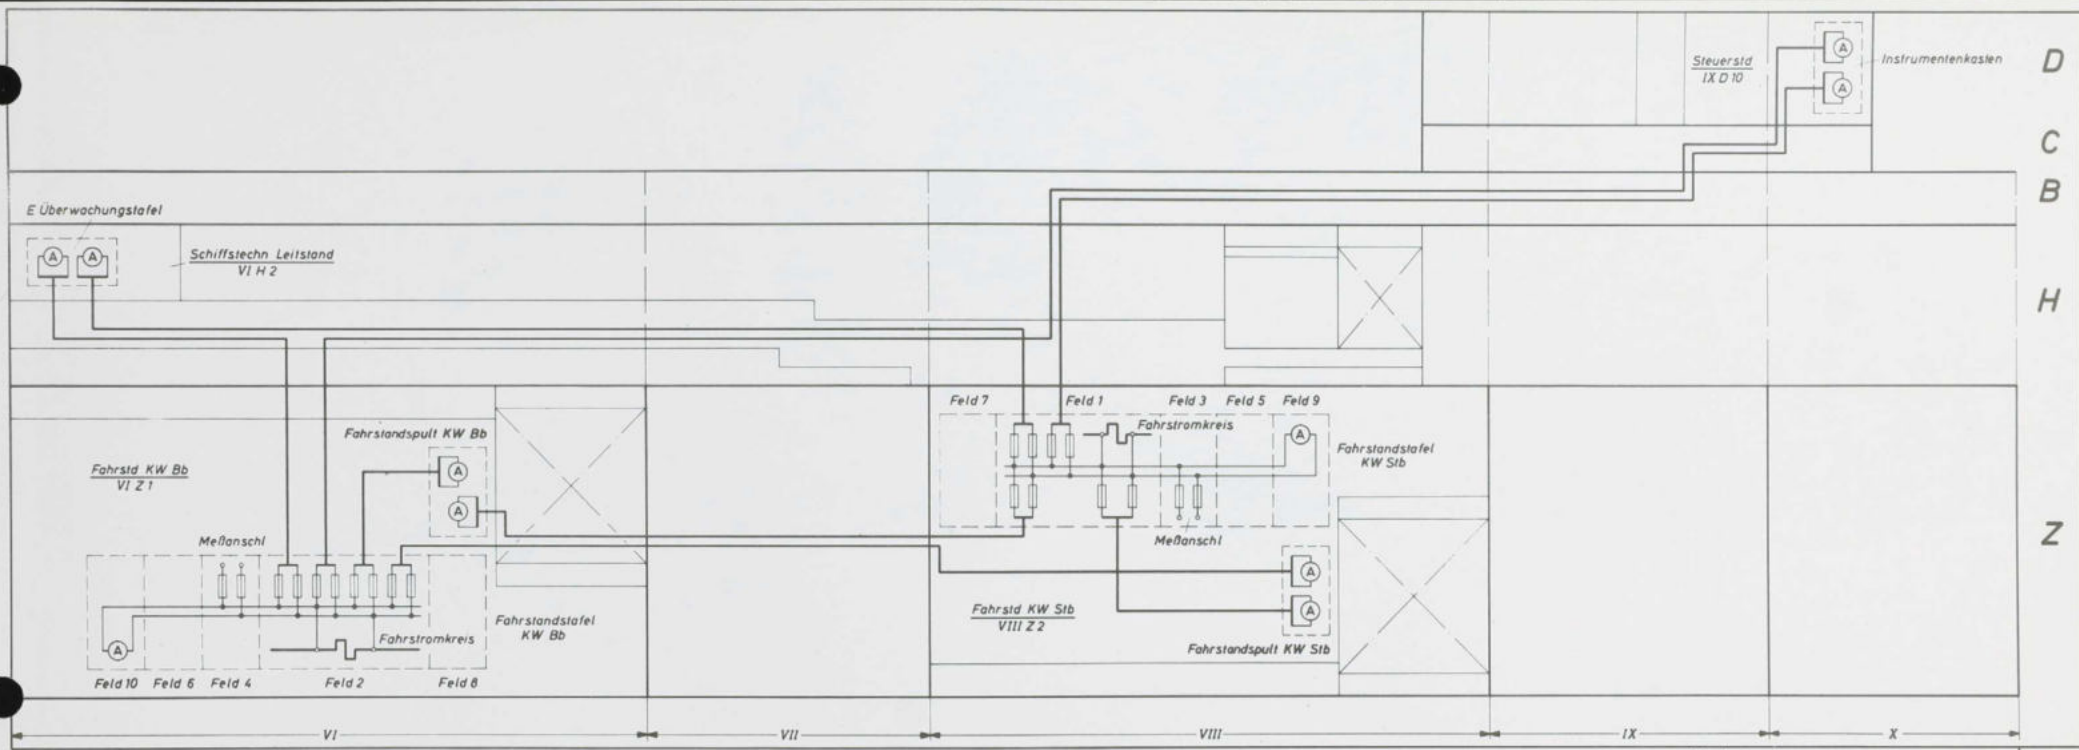 Steuerstd
IX D 10
A
A
Instrumentenkasten
D
C
B
E Überwachungstafel
A
A
Schiffstechn Leitstand
VI H 2
H
Feld 7
Feld 1
Feld 3
Feld 5
Feld 9
Fahrstromkreis
A
Fahrstandstafel
KW Stb
Meßanschl
Fahrstandspult KW Bb
A
A
Fahrstd KW Bb
VI Z 1
Meßanschl
Z
A
Fahrstromkreis
Fahrstandstafel
KW Bb
Feld 10
Feld 6
Feld 4
Feld 2
Feld 8
Fahrstd KW Stb
VIII Z 2
A
A
Fahrstandspult KW Stb
VI
VII
VIII
IX
X